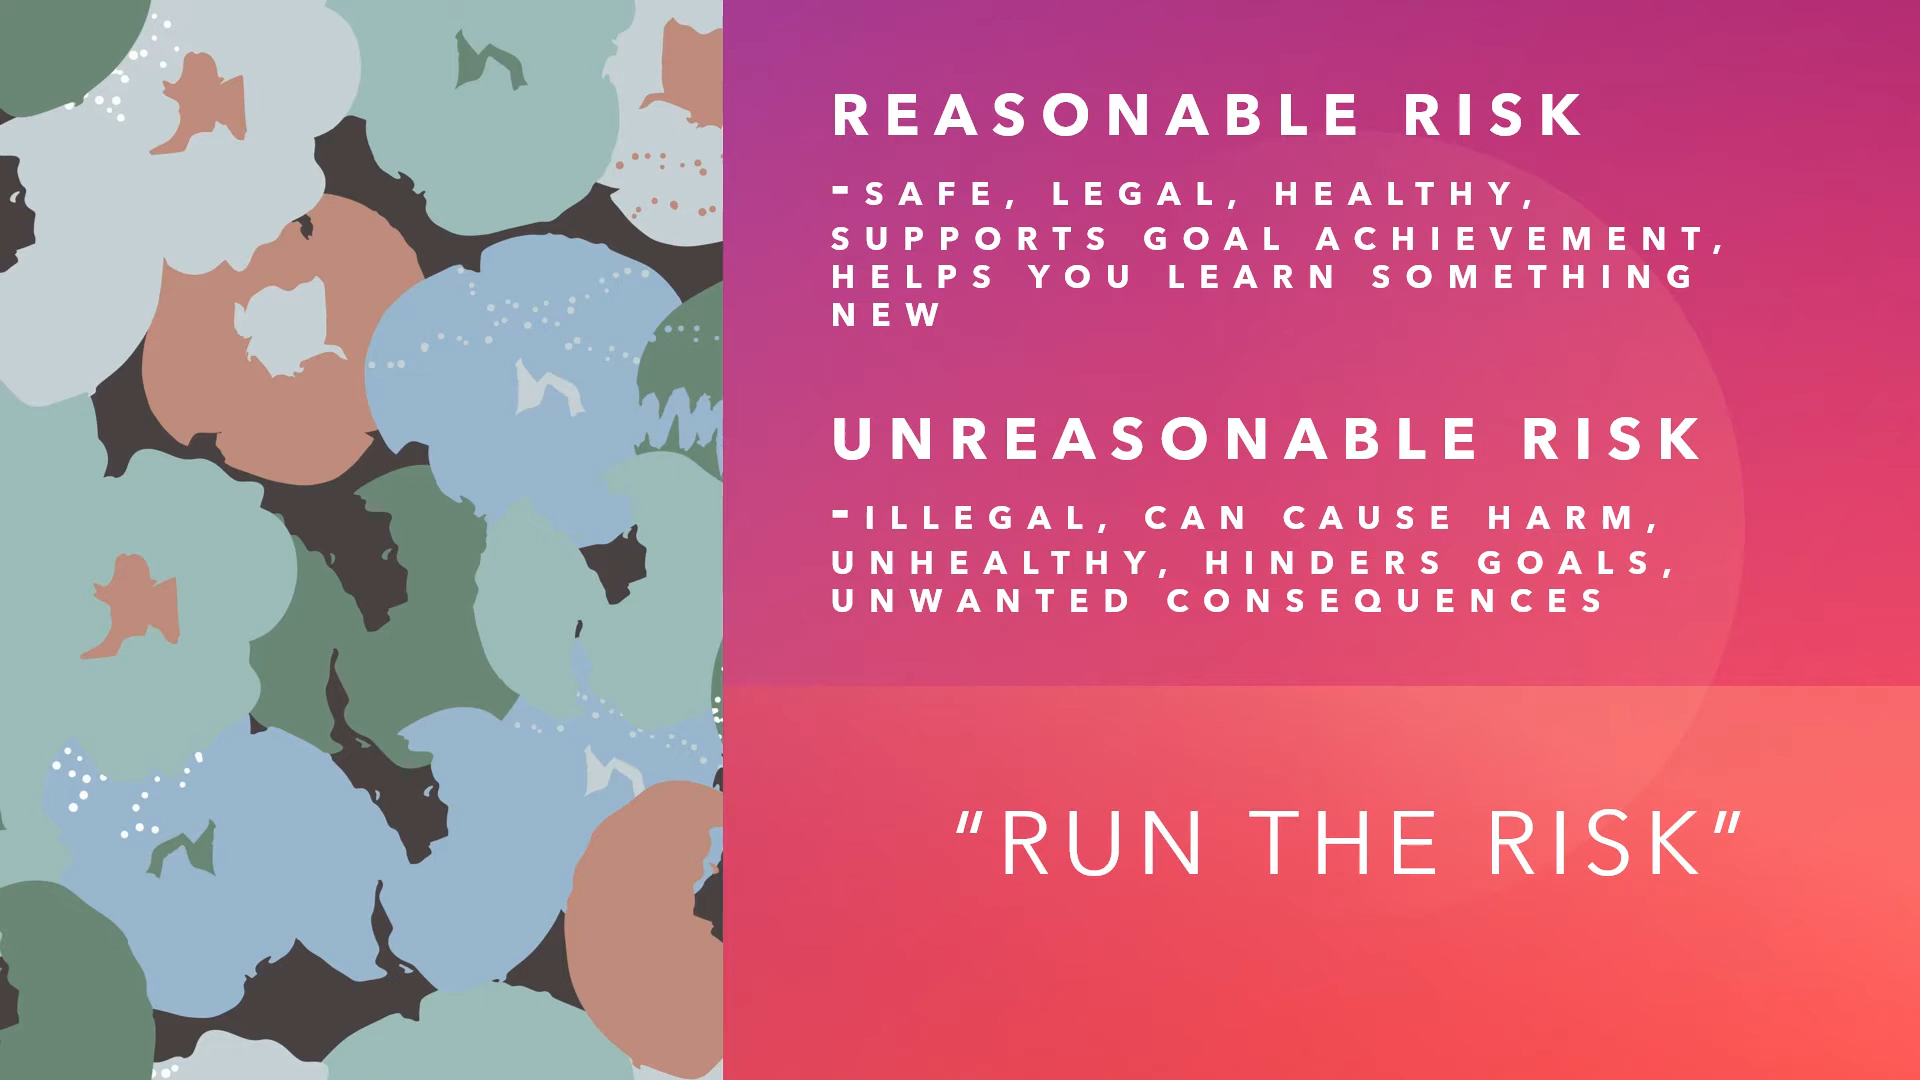 REASONABLE RISK
-SAFE, LEGAL, HEALTHY,
SUPPORTS GOAL ACHIEVEMENT,
HELPS YOU LEARN SOMETHING
NEW
UNREASONABLE RISK
-ILLEGAL, CAN CAUSE HARM,
UNHEALTHY, HINDERS GOALS,
UNWANTED CONSEQUENCES
“RUN THE RISK”